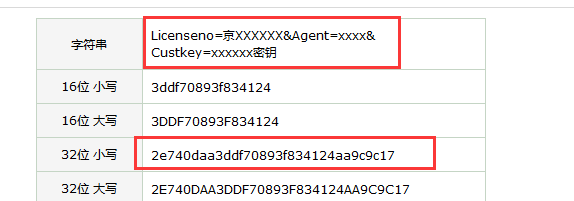 字符串 Licenseno=京XXXXXX&Agent=xxxx&
Custkey=xxxxxx密钥
16位 小写 3ddf70893f834124
16位 大写 3DDF70893F834124
32位 小写 2e740daa3ddf70893f834124aa9c9c17
32位 大写 2E740DAA3DDF70893F834124AA9C9C17